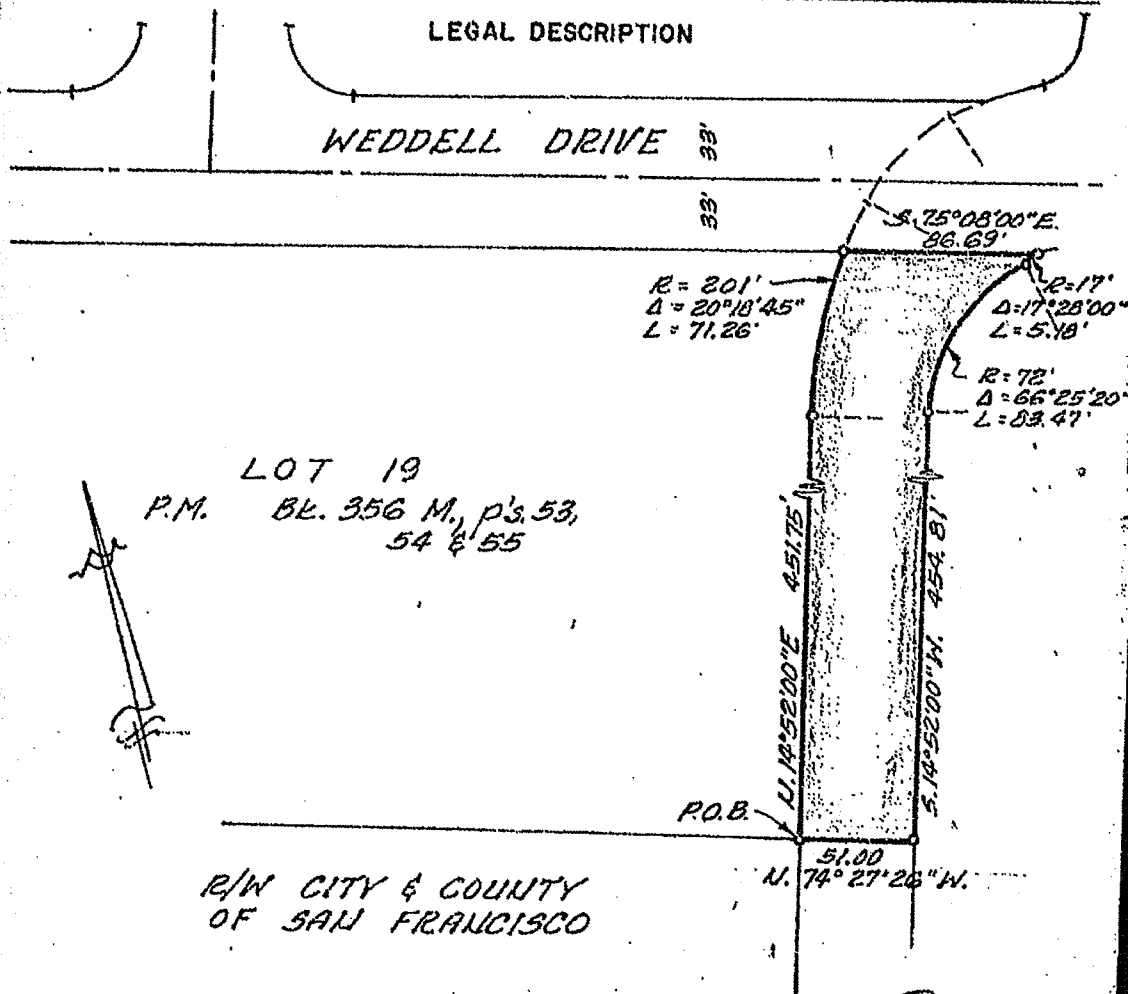 LEGAL DESCRIPTION
WEDDELL DRIVE
33'
33'
S. 75°08'00"E.
86.69'
R = 201'
Δ = 20°18'45"
L = 71.26'
R=17'
Δ=17°28'00"
L=5.18'
R=72'
Δ=66°25'20"
L=83.47'
LOT 19
P.M. Bk. 356 M., p's. 53,
54 & 55
N. 14°52'00"E 451.75'
S. 14°52'00"W. 454.81'
P.O.B.
51.00
N. 74°27'26"W.
R/W CITY & COUNTY
OF SAN FRANCISCO